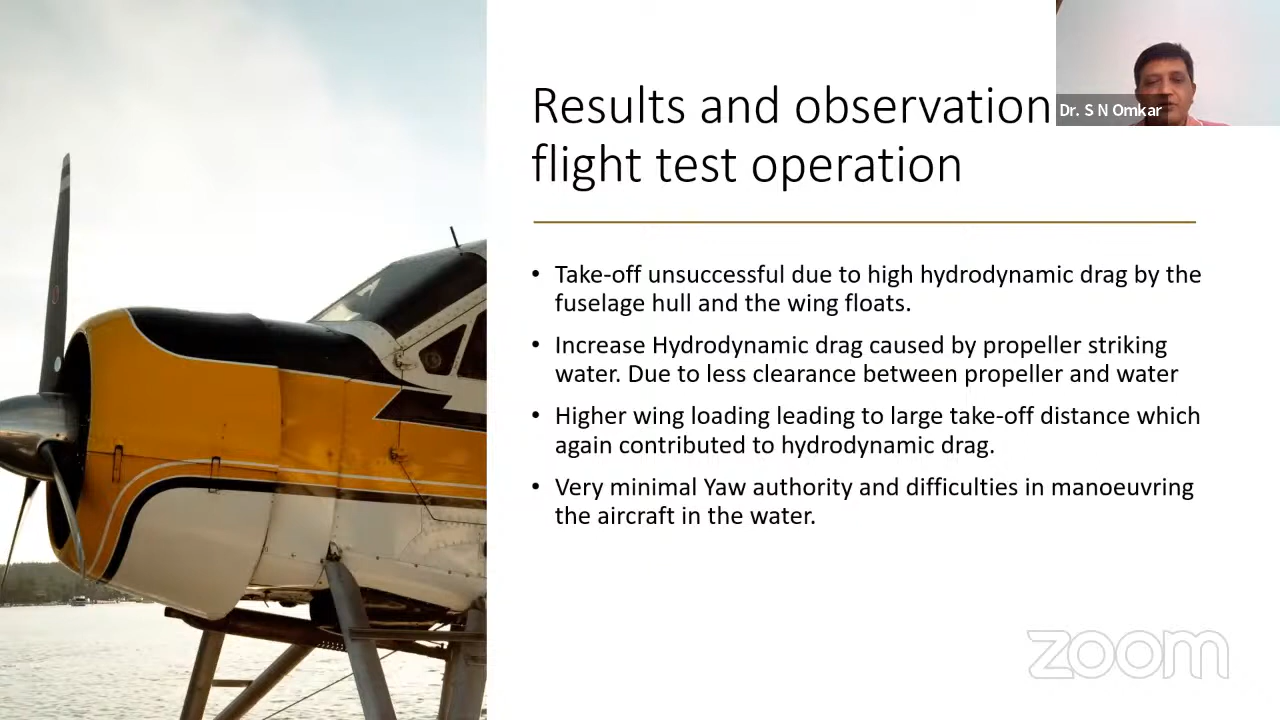 Results and observation
flight test operation
Dr. S N Omkar
• Take-off unsuccessful due to high hydrodynamic drag by the
fuselage hull and the wing floats.
• Increase Hydrodynamic drag caused by propeller striking
water. Due to less clearance between propeller and water
• Higher wing loading leading to large take-off distance which
again contributed to hydrodynamic drag.
• Very minimal Yaw authority and difficulties in manoeuvring
the aircraft in the water.
zoom